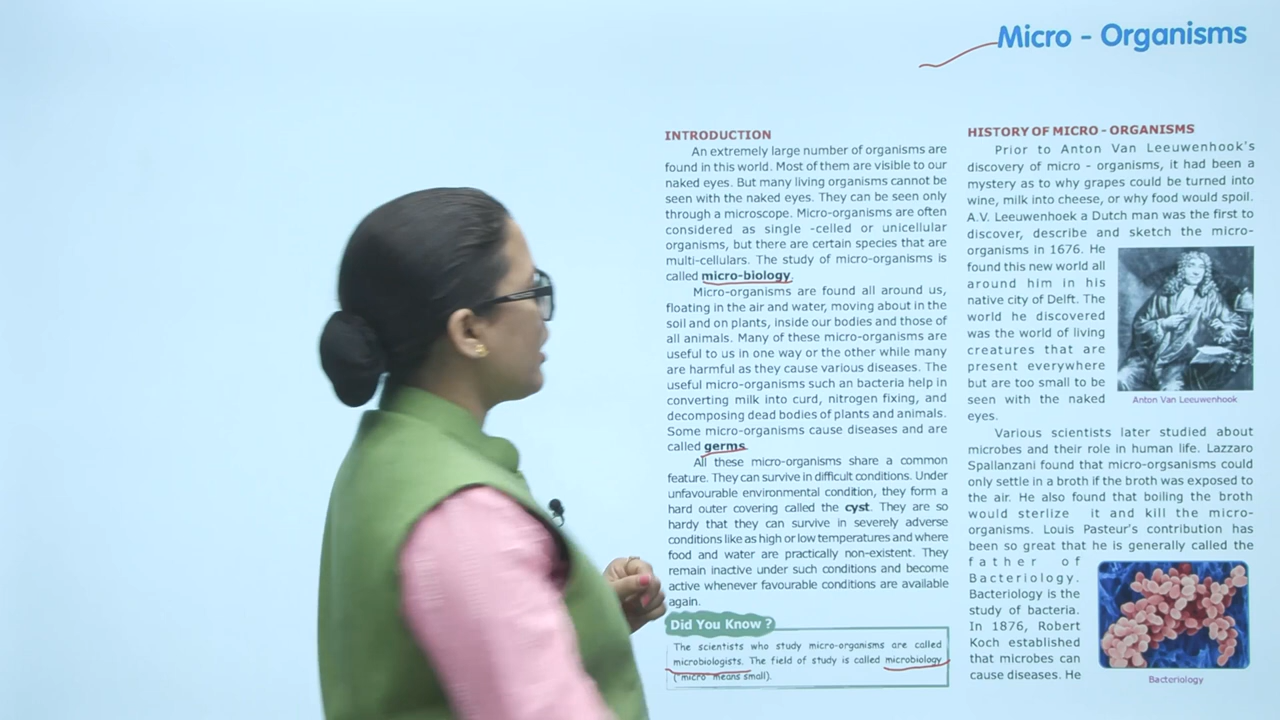 Micro - Organisms
INTRODUCTION
An extremely large number of organisms are
found in this world. Most of them are visible to our
naked eyes. But many living organisms cannot be
seen with the naked eyes. They can be seen only
through a microscope. Micro-organisms are often
considered as single -celled or unicellular
organisms, but there are certain species that are
multi-cellulars. The study of micro-organisms is
called micro-biology.
Micro-organisms are found all around us,
floating in the air and water, moving about in the
soil and on plants, inside our bodies and those of
all animals. Many of these micro-organisms are
useful to us in one way or the other while many
are harmful as they cause various diseases. The
useful micro-organisms such an bacteria help in
converting milk into curd, nitrogen fixing, and
decomposing dead bodies of plants and animals.
Some micro-organisms cause diseases and are
called germs.
All these micro-organisms share a common
feature. They can survive in difficult conditions. Under
unfavourable environmental condition, they form a
hard outer covering called the cyst. They are so
hardy that they can survive in severely adverse
conditions like as high or low temperatures and where
food and water are practically non-existent. They
remain inactive under such conditions and become
active whenever favourable conditions are available
again.
Did You Know ?
The scientists who study micro-organisms are called
microbiologists. The field of study is called microbiology
('micro' means small).
HISTORY OF MICRO - ORGANISMS
Prior to Anton Van Leeuwenhook's
discovery of micro - organisms, it had been a
mystery as to why grapes could be turned into
wine, milk into cheese, or why food would spoil.
A.V. Leeuwenhoek a Dutch man was the first to
discover, describe and sketch the micro-
organisms in 1676. He
found this new world all
around him in his
native city of Delft. The
world he discovered
was the world of living
creatures that are
present everywhere
but are too small to be
seen with the naked
eyes.
Anton Van Leeuwenhook
Various scientists later studied about
microbes and their role in human life. Lazzaro
Spallanzani found that micro-orgsanisms could
only settle in a broth if the broth was exposed to
the air. He also found that boiling the broth
would sterlize it and kill the micro-
organisms. Louis Pasteur's contribution has
been so great that he is generally called the
father of
Bacteriology.
Bacteriology is the
study of bacteria.
In 1876, Robert
Koch established
that microbes can
cause diseases. He
Bacteriology